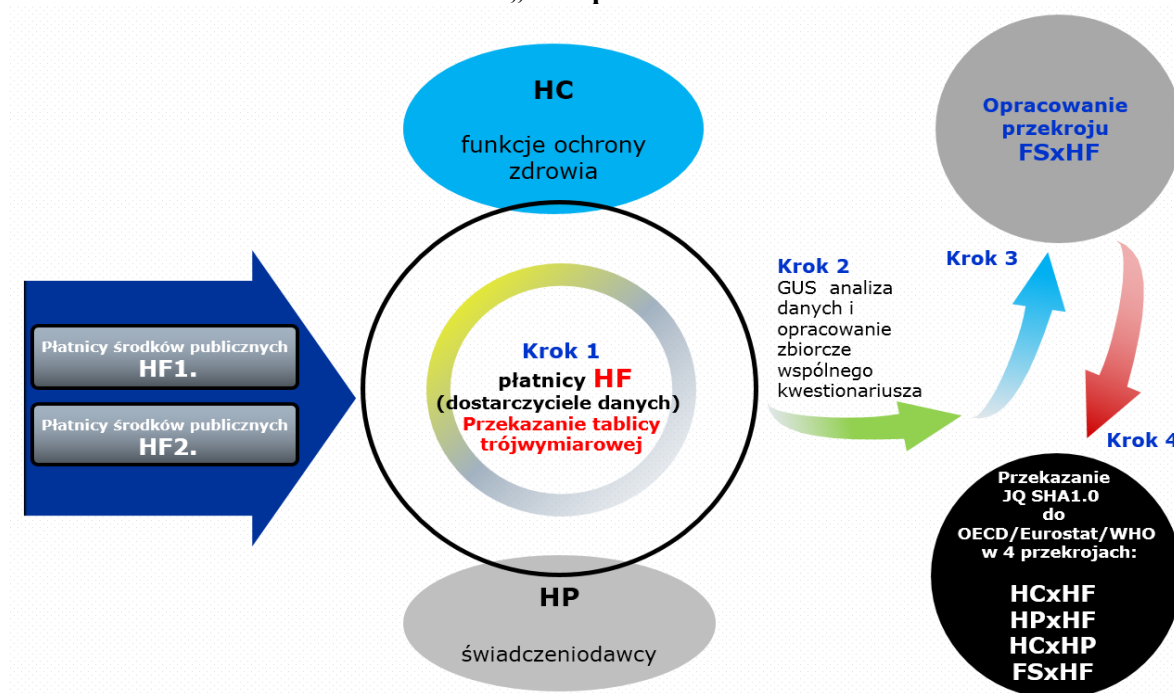 HC
funkcje ochrony
zdrowia
Opracowanie
przekroju
FSxHF
Płatnicy środków publicznych
HF1.
Płatnicy środków publicznych
HF2.
Krok 1
płatnicy HF
(dostarczyciele danych)
Przekazanie tablicy
trójwymiarowej
Krok 2
GUS analiza
danych i
opracowanie
zbiorcze
wspólnego
kwestionariusza
Krok 3
Krok 4
Przekazanie
JQ SHA1.0
do
OECD/Eurostat/WHO
w 4 przekrojach:
HCxHF
HPxHF
HCxHP
FSxHF
HP
świadczeniodawcy